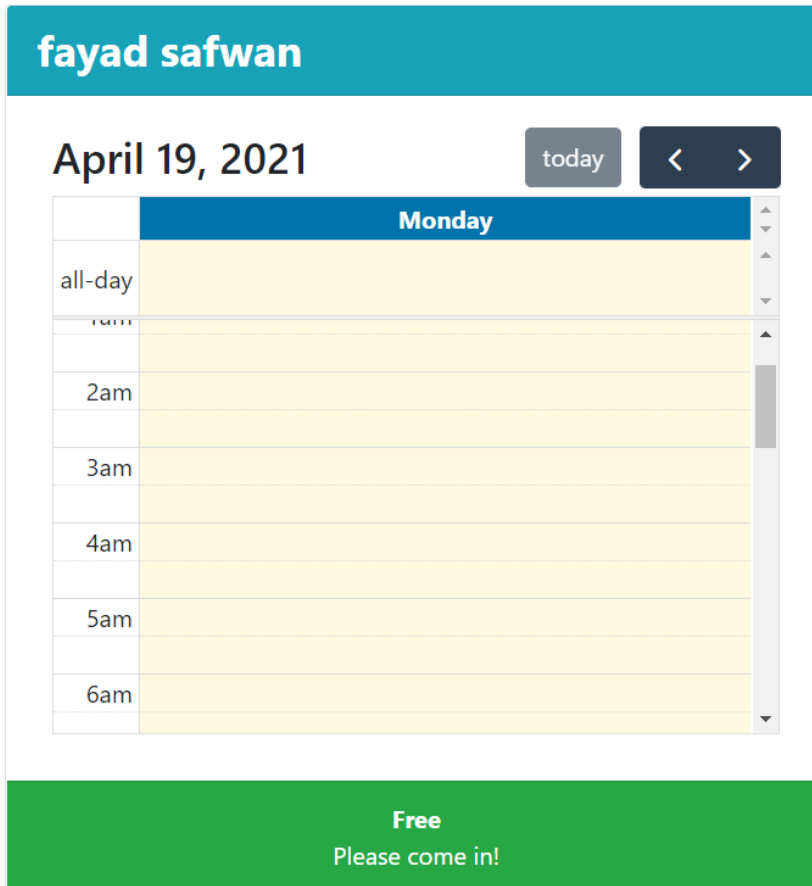 fayad safwan
April 19, 2021
today
Monday
all-day
2am
3am
4am
5am
6am
Free
Please come in!